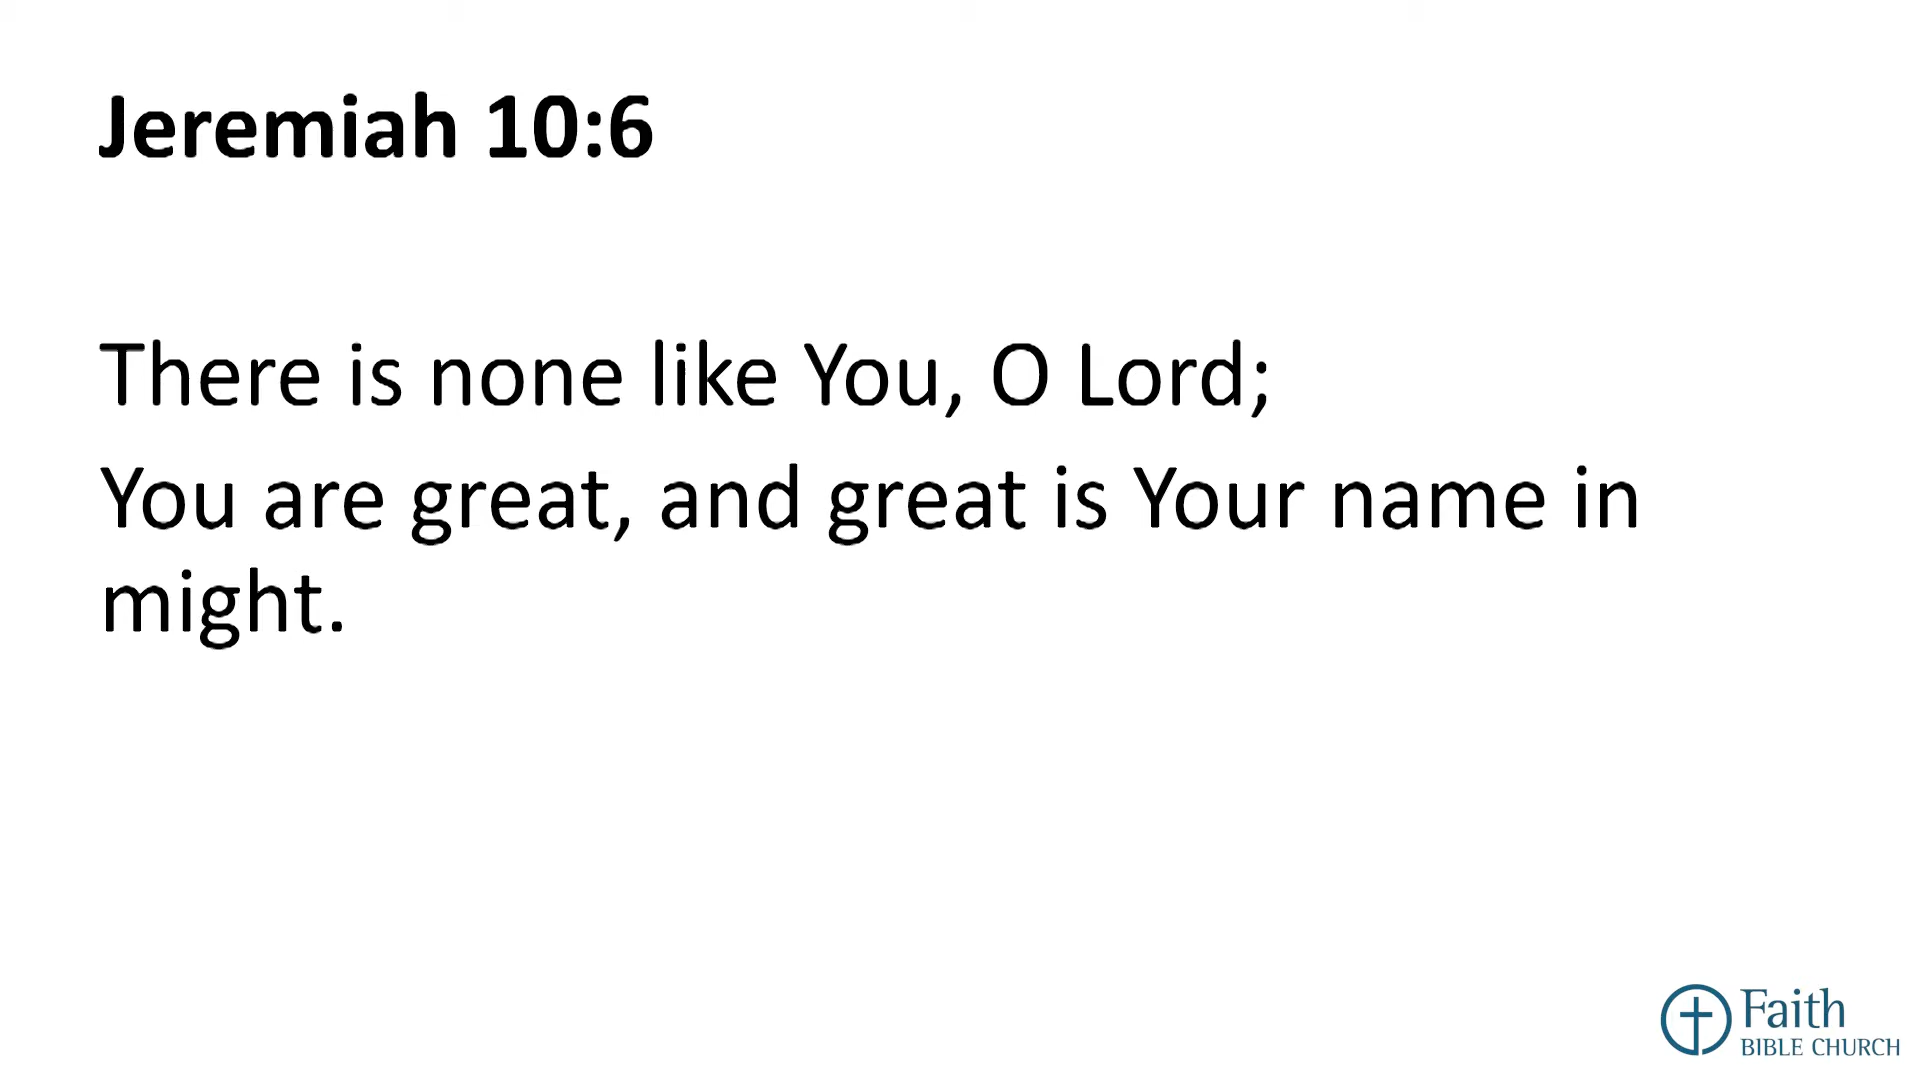 Jeremiah 10:6
There is none like You, O Lord;
You are great, and great is Your name in
might.
Faith
BIBLE CHURCH